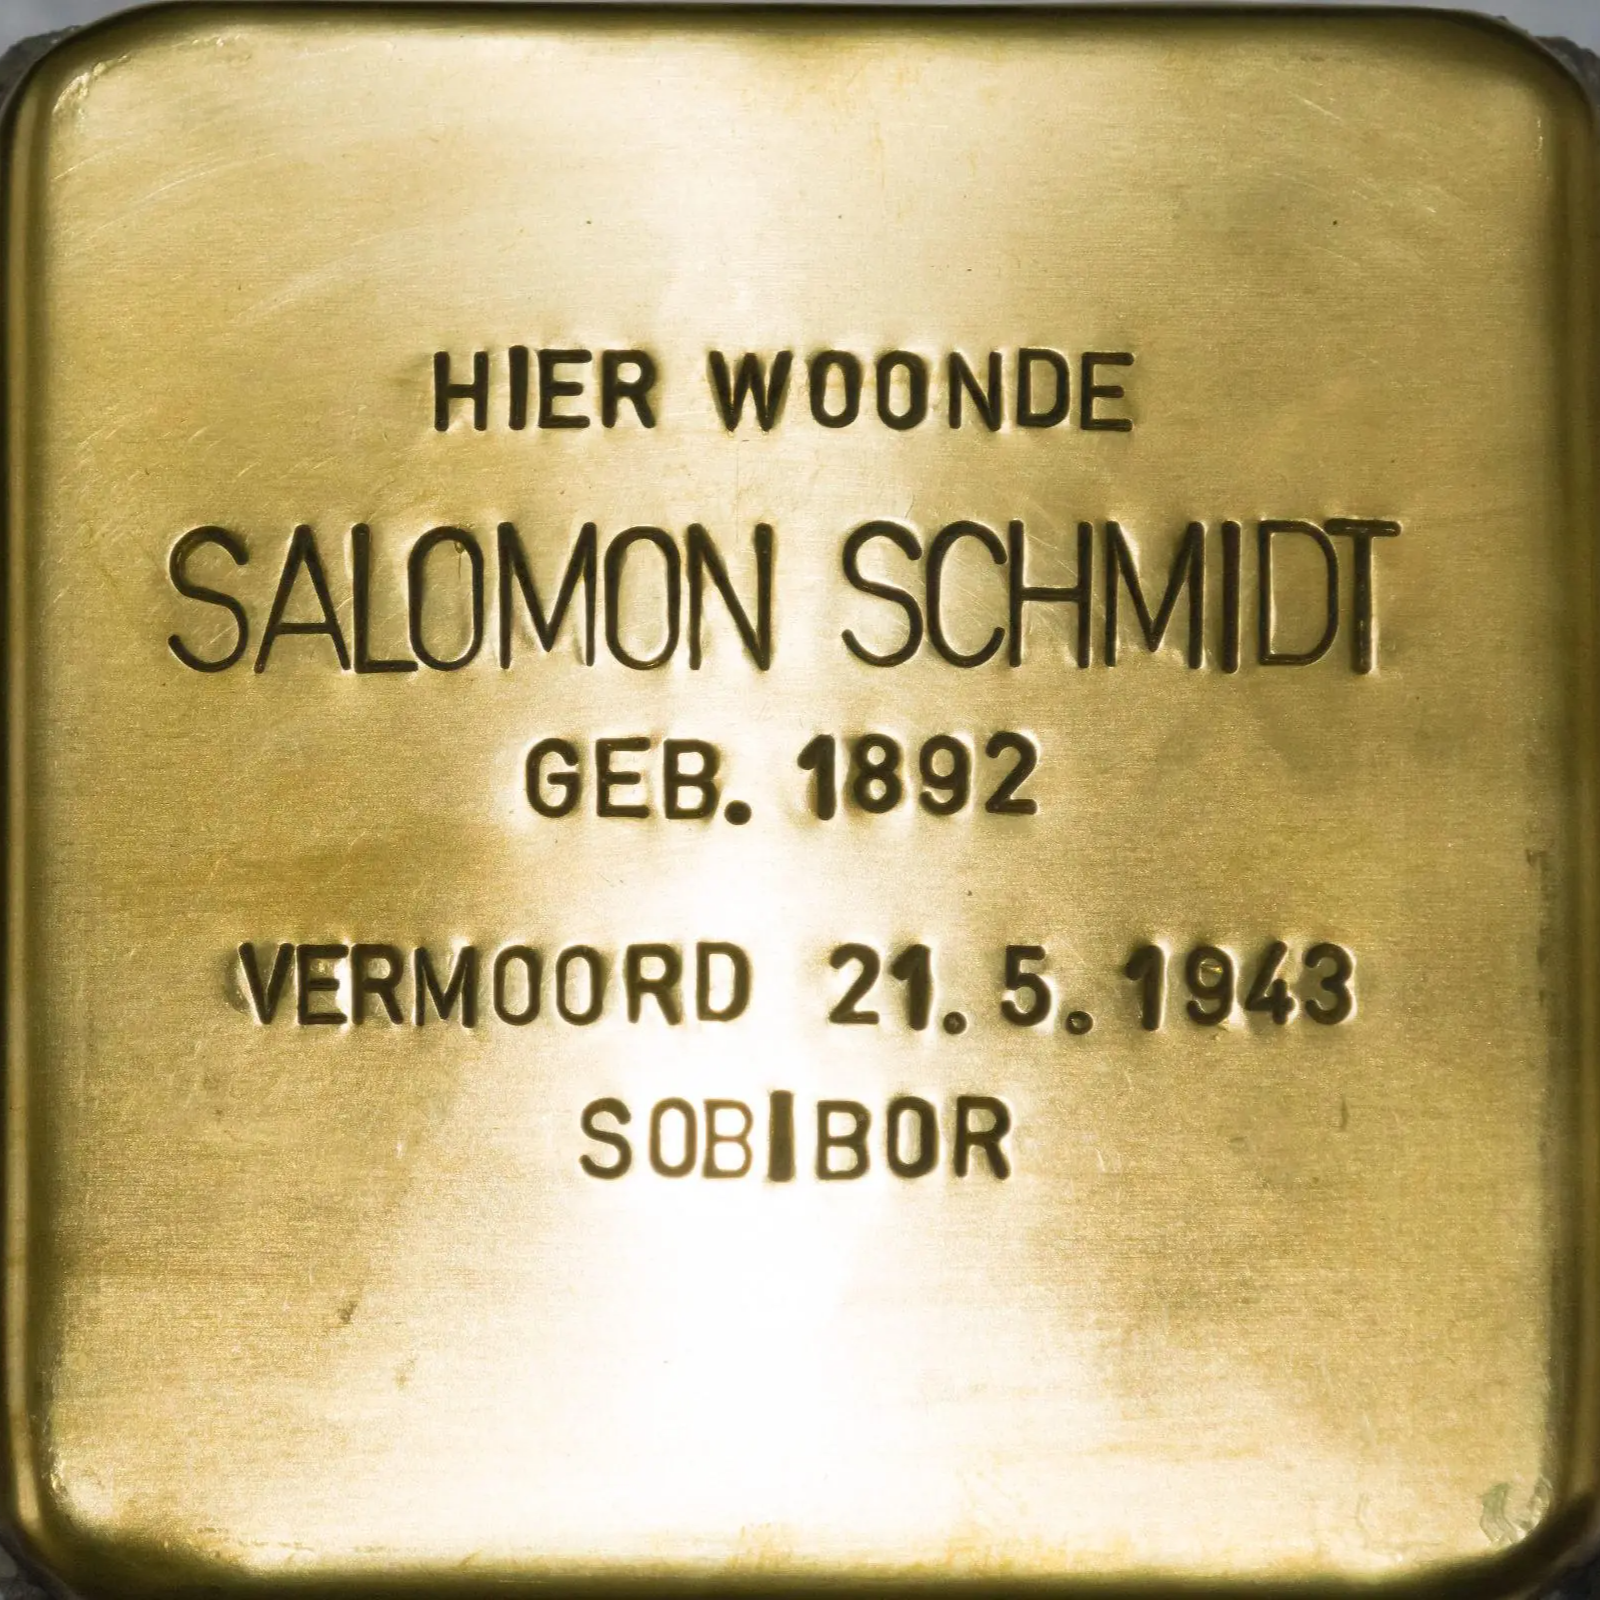 HIER WOONDE
SALOMON SCHMIDT
GEB. 1892
VERMOORD 21.5.1943
SOBIBOR